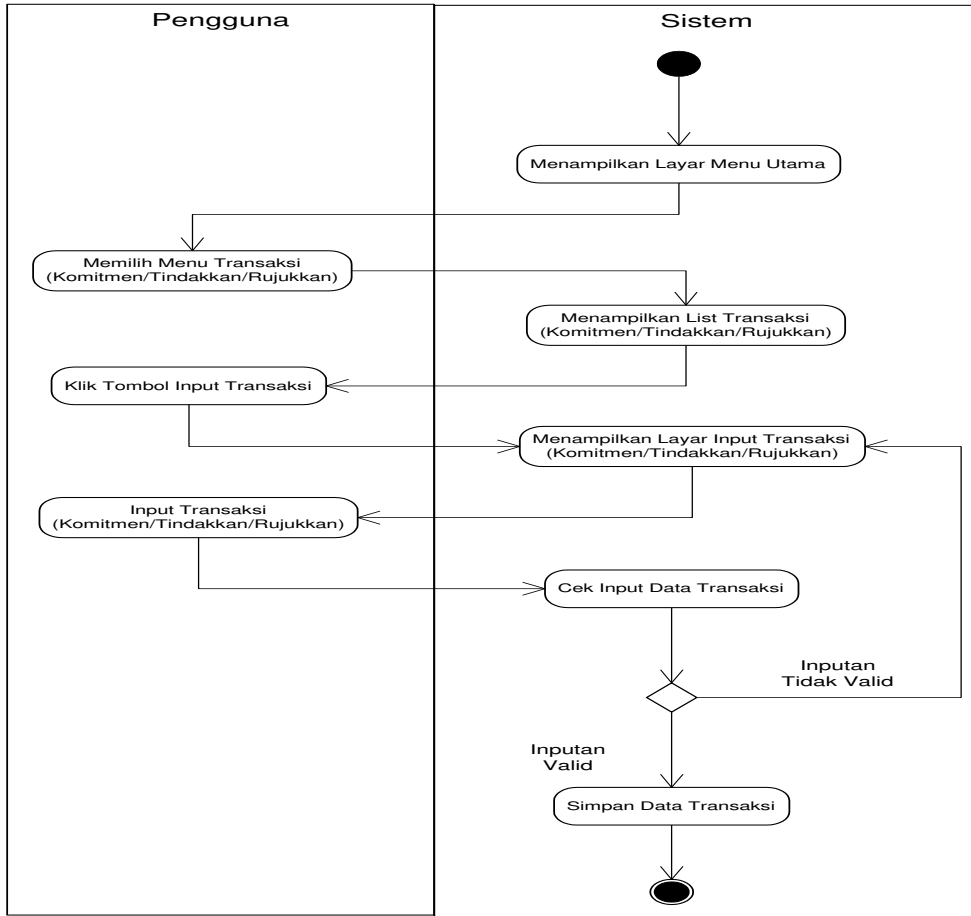 Pengguna
Sistem
Menampilkan Layar Menu Utama
Memilih Menu Transaksi
(Komitmen/Tindakkan/Rujukkan)
Menampilkan List Transaksi
(Komitmen/Tindakkan/Rujukkan)
Klik Tombol Input Transaksi
Menampilkan Layar Input Transaksi
(Komitmen/Tindakkan/Rujukkan)
Input Transaksi
(Komitmen/Tindakkan/Rujukkan)
Cek Input Data Transaksi
Inputan
Tidak Valid
Inputan
Valid
Simpan Data Transaksi